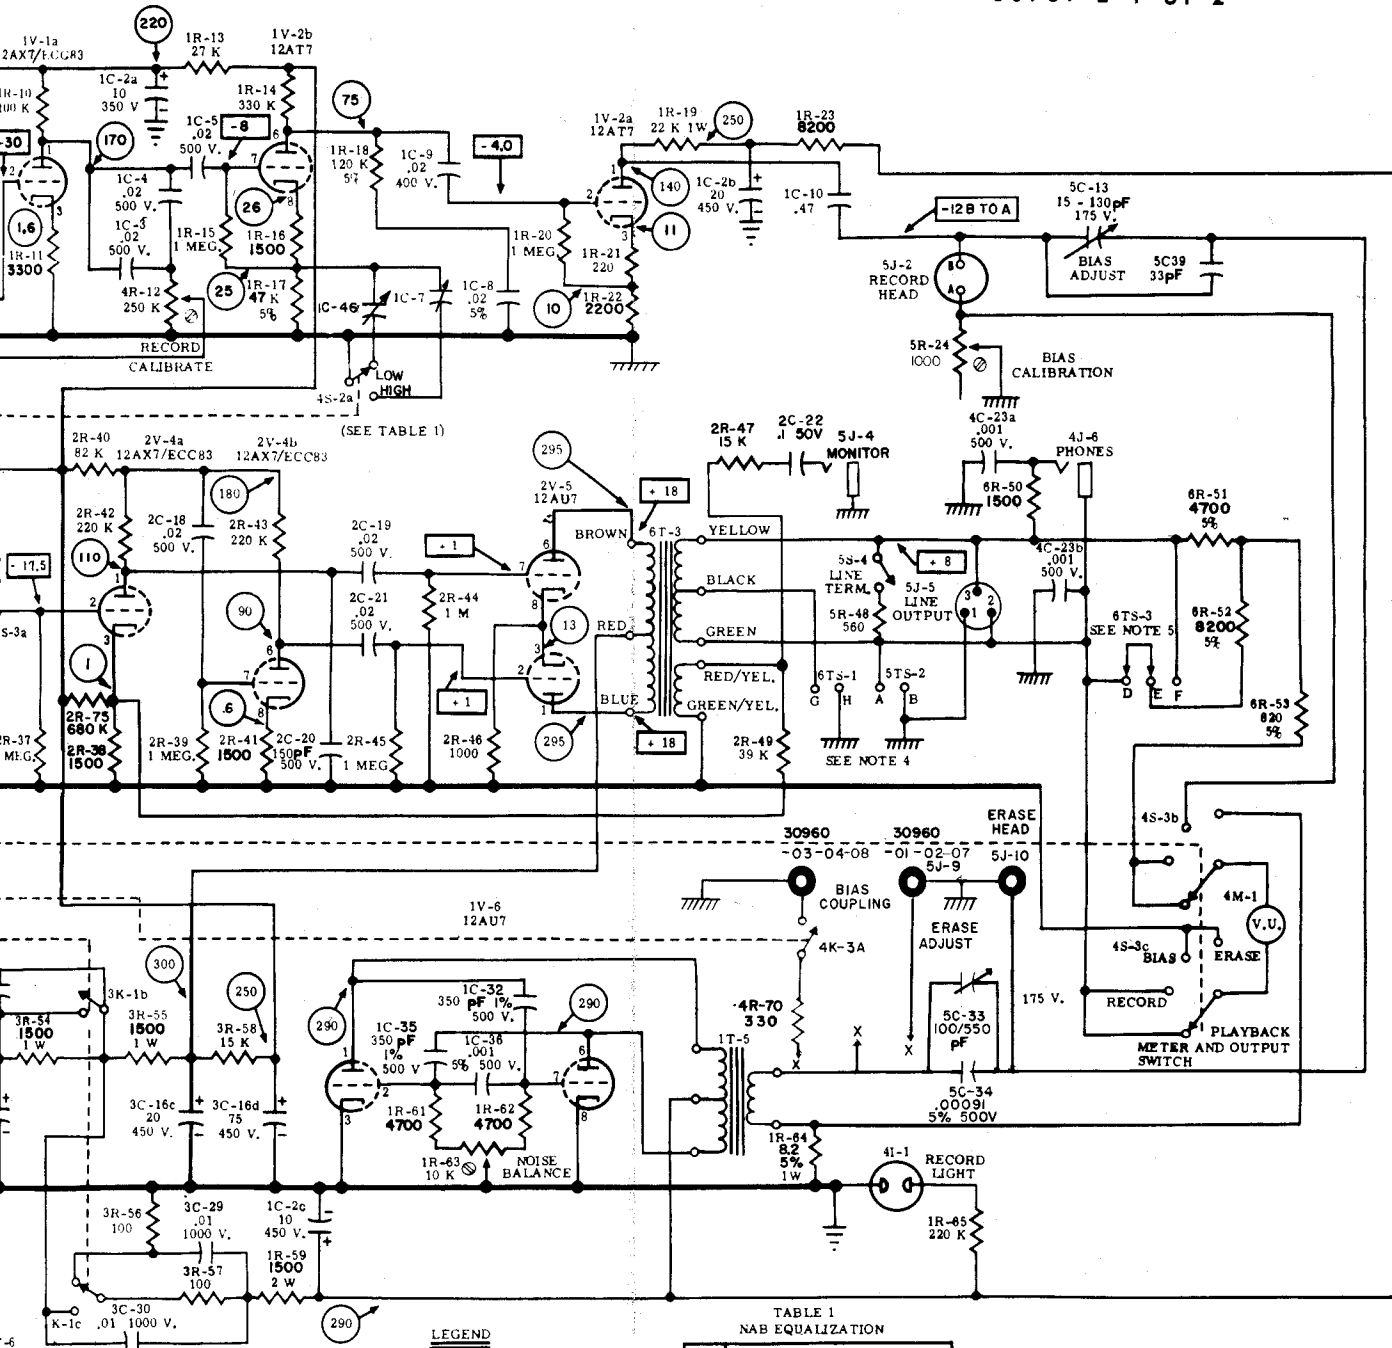 220
1V-1a
12AX7/ECC83
1R-13
27 K
1V-2b
12AT7
1C-2a
10
350 V
1R-14
330 K
75
1R-10
100 K
1C-5
.02
500 V.
-8
-30
170
1V-2a
12AT7
1R-19
22 K 1W
250
1R-23
8200
1R-18
120 K
5%
1C-9
.02
400 V.
-4.0
1C-4
.02
500 V.
140
1C-2b
20
450 V.
1C-10
.47
5C-13
15 - 130pF
175 V.
-12B TO A
1.6
1C-3
.02
500 V.
26
1R-15
1 MEG.
1R-16
1500
1R-20
1 MEG.
11
1R-21
220
1R-11
3300
5J-2
RECORD
HEAD
B
A
BIAS
ADJUST
5C39
33pF
4R-12
250 K
25
1R-17
47 K
5%
1C-46
1C-7
1C-8
.02
5%
10
1R-22
2200
RECORD
CALIBRATE
5R-24
1000
BIAS
CALIBRATION
LOW
HIGH
4S-2a
(SEE TABLE 1)
2R-40
82 K
2V-4a
12AX7/ECC83
2V-4b
12AX7/ECC83
295
2R-47
15 K
2C-22
.1 50V
5J-4
MONITOR
4C-23a
.001
500 V.
4J-6
PHONES
180
2V-5
12AU7
+ 18
6R-50
1500
6R-51
4700
5%
2R-42
220 K
2C-18
.02
500 V.
2R-43
220 K
2C-19
.02
500 V.
+ 1
BROWN
6T-3
YELLOW
110
-17.5
5S-4
LINE
TERM.
+ 8
4C-23b
.001
500 V.
BLACK
5J-5
LINE
OUTPUT
S-3a
90
2C-21
.02
500 V.
2R-44
1 M
13
RED
GREEN
5R-48
560
6TS-3
SEE NOTE 5
6R-52
8200
5%
1
+ 1
RED/YEL.
6TS-1
G
H
5TS-2
A
B
D
E
F
.6
BLUE
GREEN/YEL.
2R-75
680 K
6R-53
820
5%
2R-37
MEG.
2R-38
1500
2R-39
1 MEG.
2R-41
1500
2C-20
150pF
500 V.
2R-45
1 MEG
2R-46
1000
295
+ 18
2R-49
39 K
SEE NOTE 4
30960
-03-04-08
30960
-01-02-07
5J-9
ERASE
HEAD
5J-10
4S-3b
BIAS
COUPLING
ERASE
ADJUST
4M-1
V.U.
1V-6
12AU7
4K-3A
4S-3c
BIAS
ERASE
300
250
3K-1b
3R-54
1500
1 W
3R-55
1500
1 W
3R-58
15 K
290
1C-32
350 pF 1%
500 V.
290
1C-35
350 pF
1%
500 V
1C-36
.001
5%
500 V.
4R-70
330
X
X
X
5C-33
100/550
pF
175 V.
RECORD
PLAYBACK
METER AND OUTPUT
SWITCH
1T-5
3C-16c
20
450 V.
3C-16d
75
450 V.
1R-61
4700
1R-62
4700
5C-34
.00091
5% 500V
1R-63
10 K
NOISE
BALANCE
1R-64
8.2
5%
1W
4I-1
RECORD
LIGHT
3R-56
100
3C-29
.01
1000 V.
1C-2c
10
450 V.
1R-65
220 K
3R-57
100
1R-59
1500
2 W
K-1c
3C-30
.01 1000 V.
290
LEGEND
TABLE 1
NAB EQUALIZATION